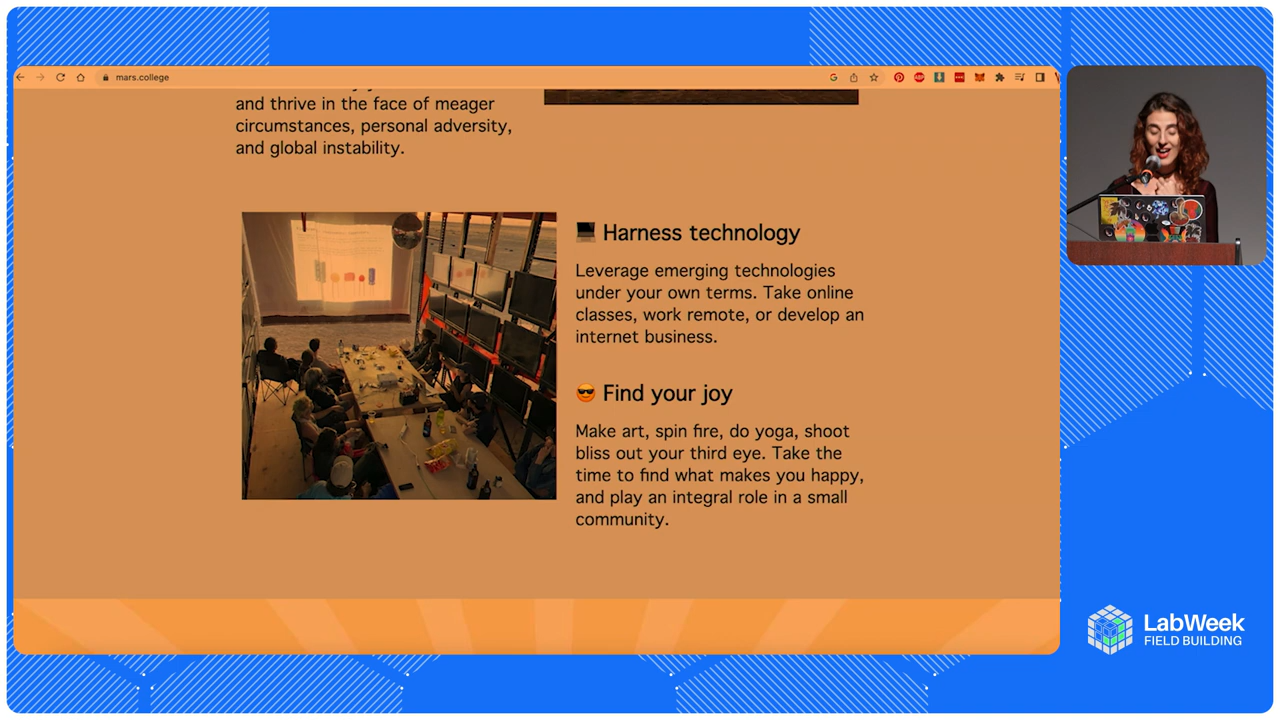 mars.college
and thrive in the face of meager
circumstances, personal adversity,
and global instability.
💻 Harness technology
Leverage emerging technologies
under your own terms. Take online
classes, work remote, or develop an
internet business.
😎 Find your joy
Make art, spin fire, do yoga, shoot
bliss out your third eye. Take the
time to find what makes you happy,
and play an integral role in a small
community.
LabWeek
FIELD BUILDING